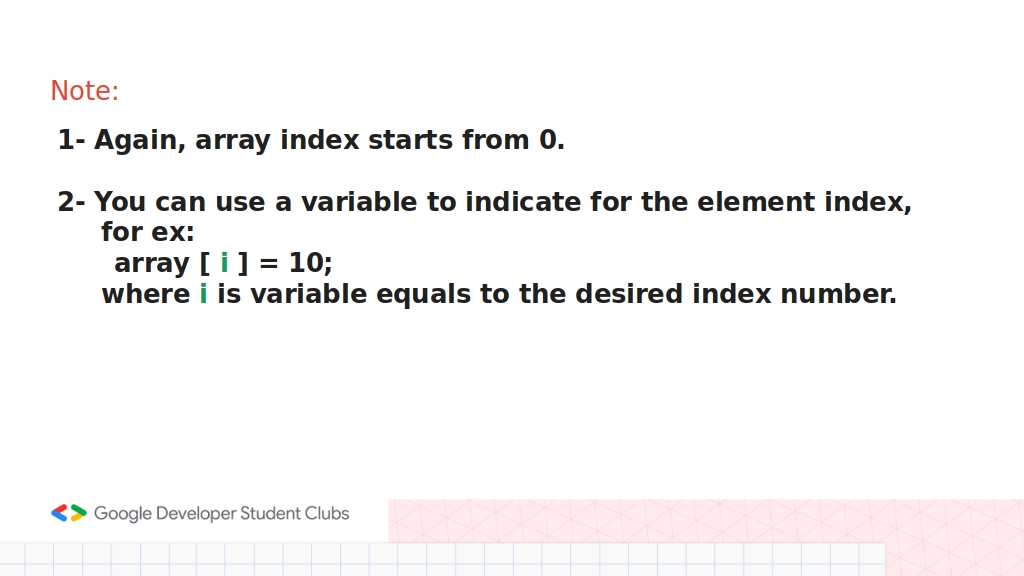 Note:
1- Again, array index starts from 0.
2- You can use a variable to indicate for the element index,
for ex:
array [ i ] = 10;
where i is variable equals to the desired index number.
Google Developer Student Clubs